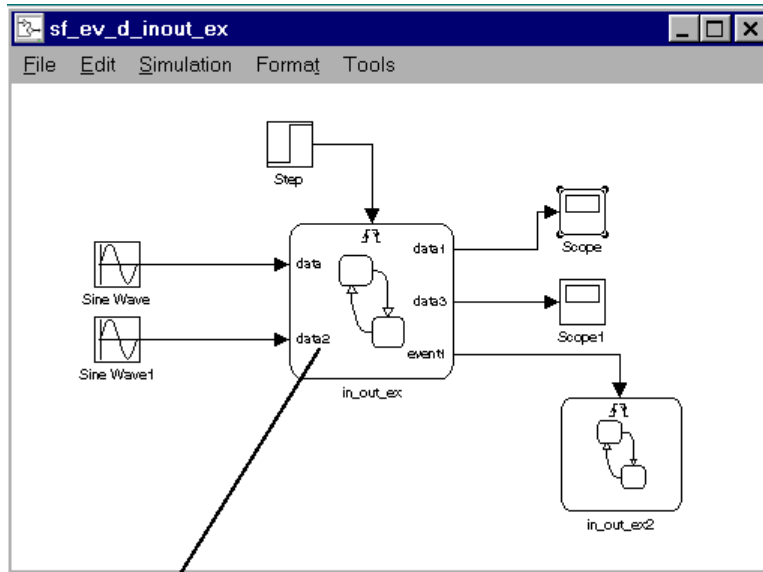 sf_ev_d_inout_ex
File Edit Simulation Format Tools
Step
data1
Scope
data
Sine Wave
data3
Scope1
data2
Sine Wave1
event1
in_out_ex
in_out_ex2